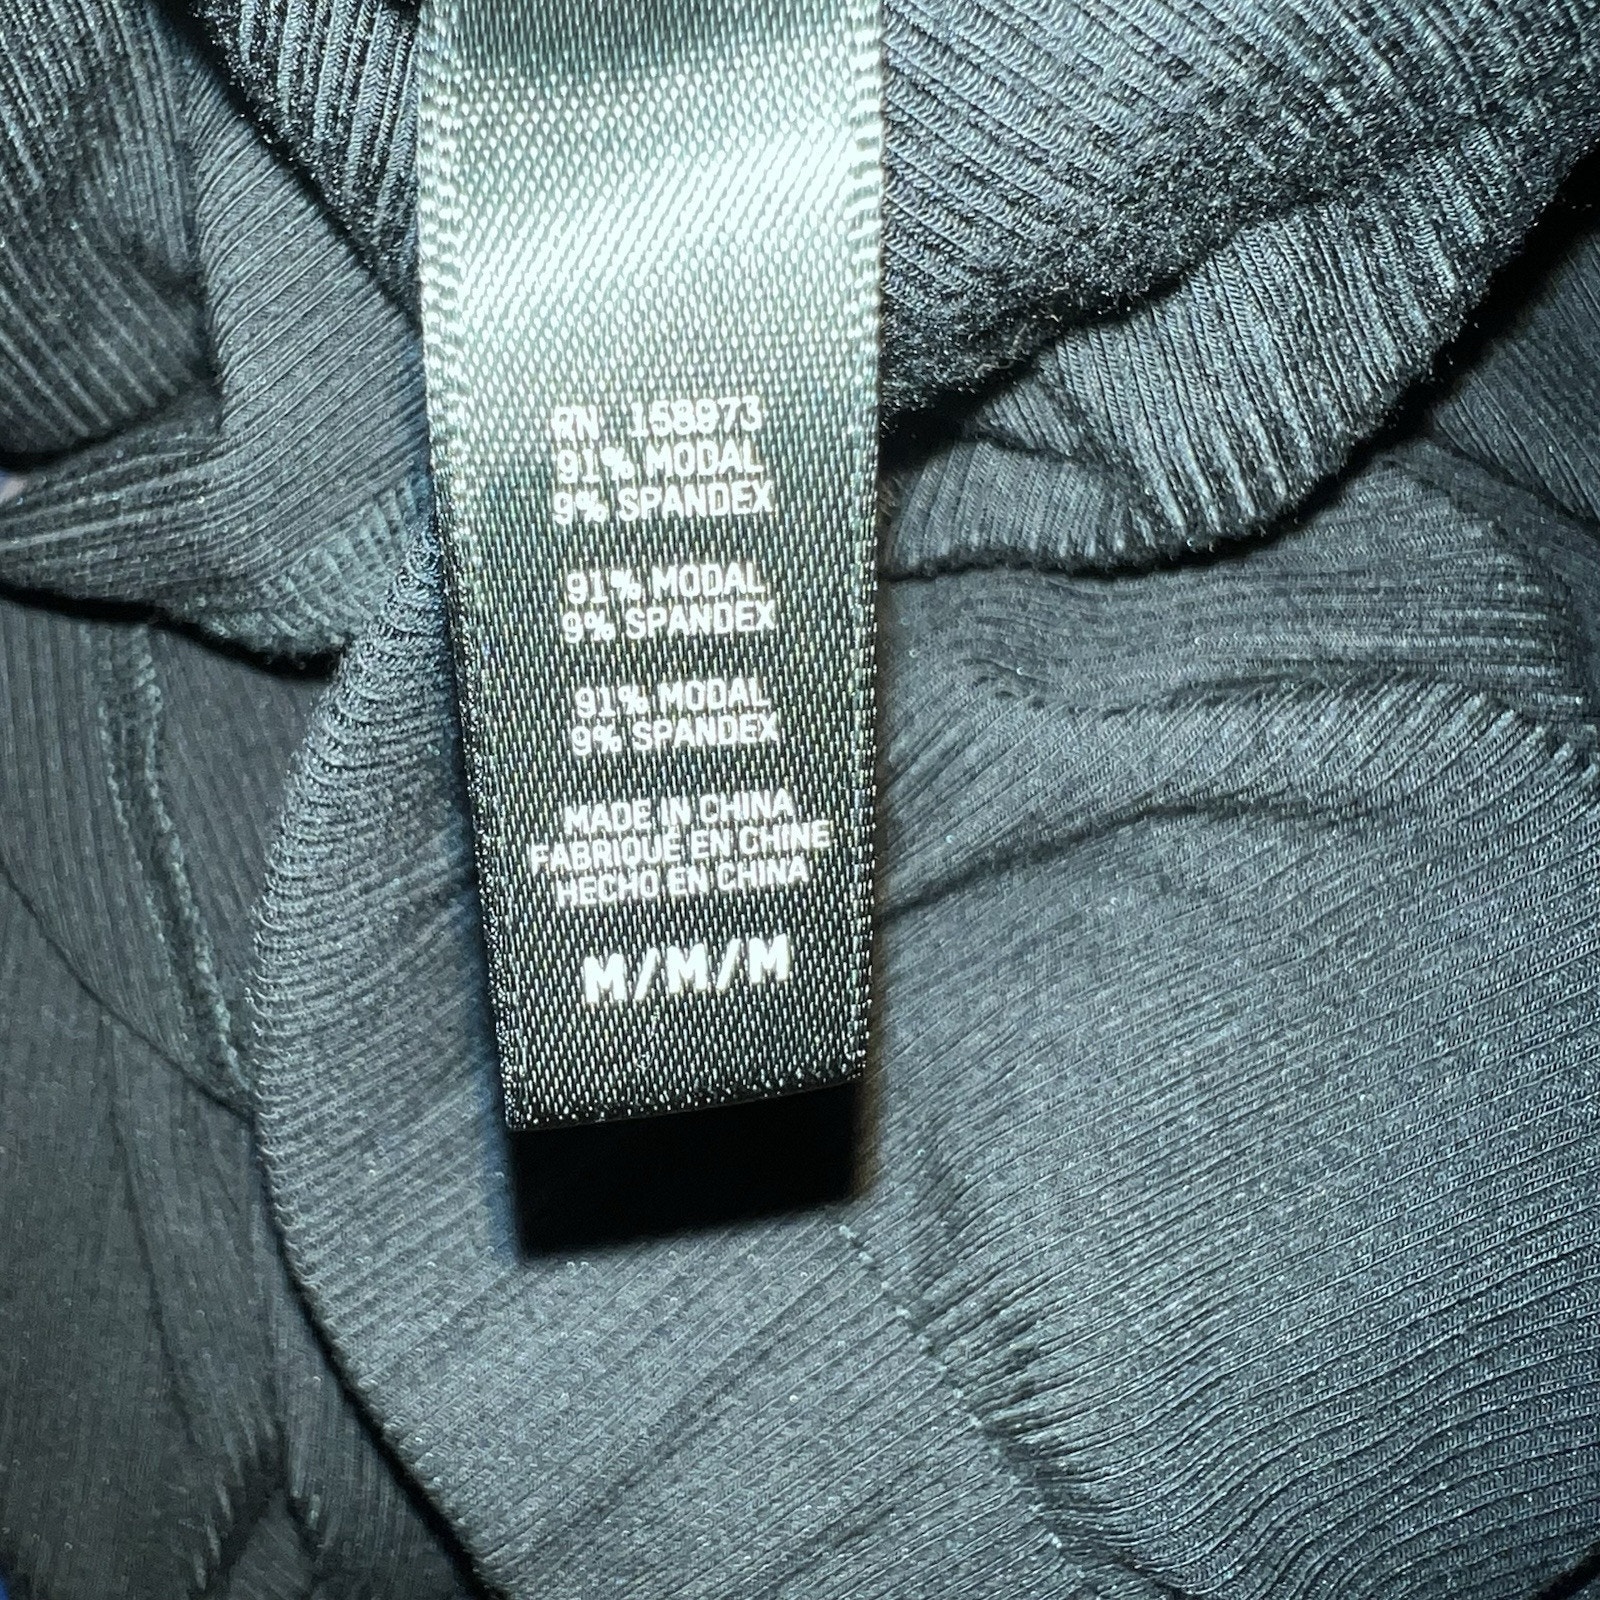 RN 158973
91% MODAL
9% SPANDEX
91% MODAL
9% SPANDEX
91% MODAL
9% SPANDEX
MADE IN CHINA
FABRIQUÉ EN CHINE
HECHO EN CHINA
M/M/M